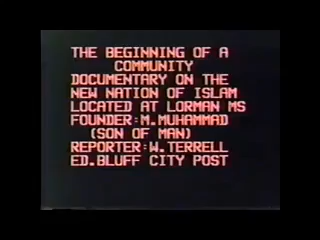 THE BEGINNING OF A
COMMUNITY
DOCUMENTARY ON THE
NEW NATION OF ISLAM
LOCATED AT LORMAN MS
FOUNDER:M.MUHAMMAD
(SON OF MAN)
REPORTER:W.TERRELL
ED.BLUFF CITY POST